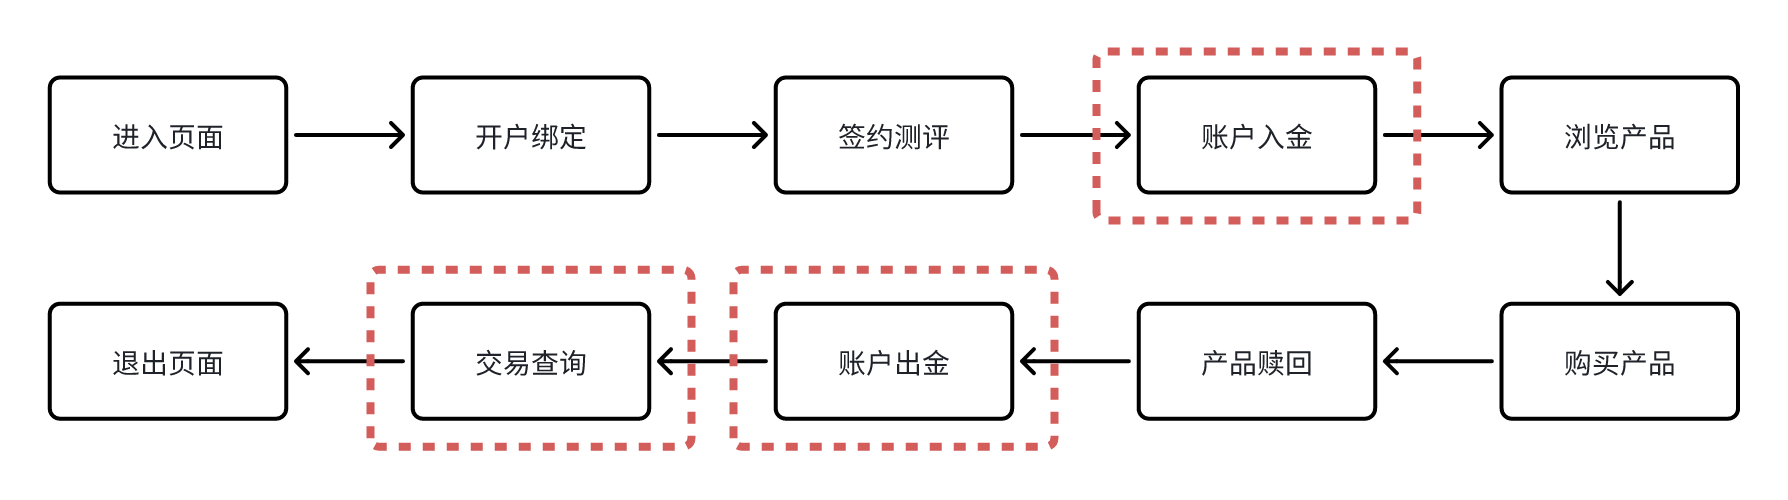 进入页面
开户绑定
签约测评
账户入金
浏览产品
购买产品
产品赎回
账户出金
交易查询
退出页面